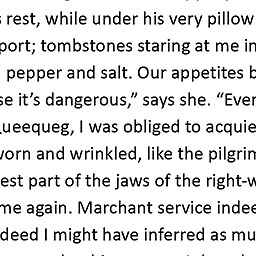 rest, while under his very pillow
port; tombstones staring at me in
pepper and salt. Our appetites b
se it’s dangerous,” says she. “Ever
Queequeg, I was obliged to acquie
worn and wrinkled, like the pilgrim
est part of the jaws of the right-w
me again. Marchant service indee
deed I might have inferred as mu